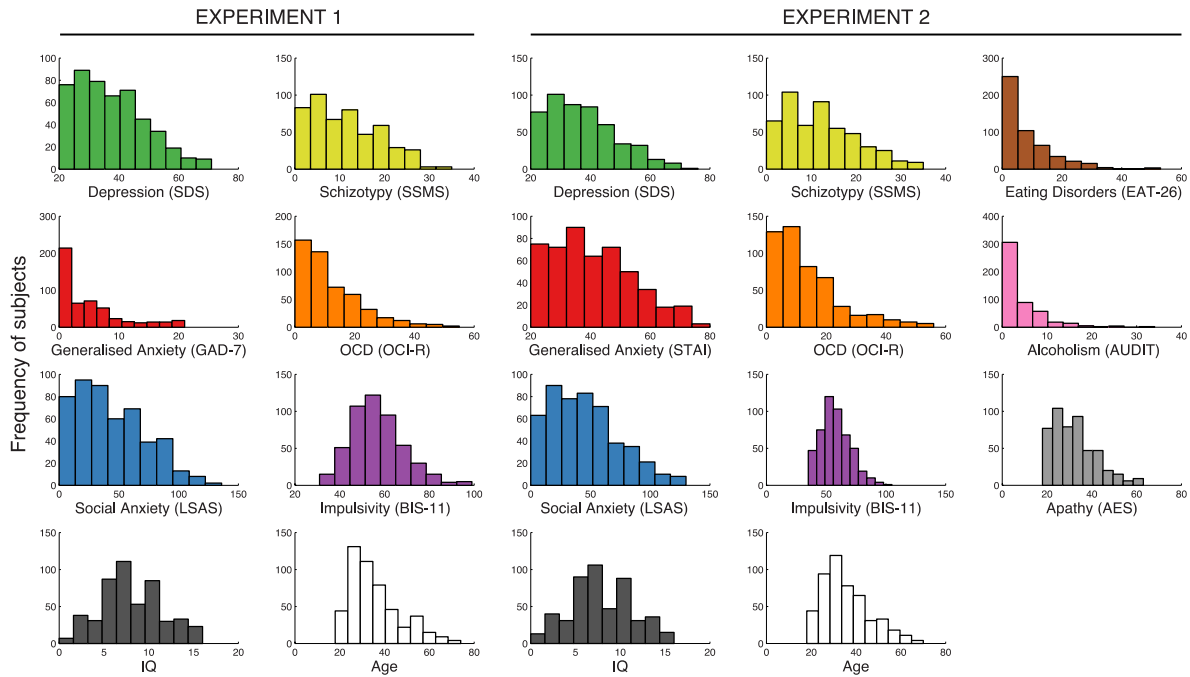 EXPERIMENT 1
EXPERIMENT 2
Frequency of subjects
100
80
60
40
20
0
20 40 60 80
Depression (SDS)
150
100
50
0
0 10 20 30 40
Schizotypy (SSMS)
150
100
50
0
20 40 60 80
Depression (SDS)
150
100
50
0
0 10 20 30 40
Schizotypy (SSMS)
300
200
100
0
0 20 40 60
Eating Disorders (EAT-26)
300
200
100
0
0 10 20 30
Generalised Anxiety (GAD-7)
200
150
100
50
0
0 20 40 60
OCD (OCI-R)
100
80
60
40
20
0
20 40 60 80
Generalised Anxiety (STAI)
150
100
50
0
0 20 40 60
OCD (OCI-R)
400
300
200
100
0
0 10 20 30 40
Alcoholism (AUDIT)
100
80
60
40
20
0
0 50 100 150
Social Anxiety (LSAS)
150
100
50
0
20 40 60 80 100
Impulsivity (BIS-11)
100
80
60
40
20
0
0 50 100 150
Social Anxiety (LSAS)
150
100
50
0
0 50 100 150
Impulsivity (BIS-11)
150
100
50
0
0 20 40 60 80
Apathy (AES)
150
100
50
0
0 5 10 15 20
IQ
150
100
50
0
0 20 40 60 80
Age
150
100
50
0
0 5 10 15 20
IQ
150
100
50
0
0 20 40 60 80
Age